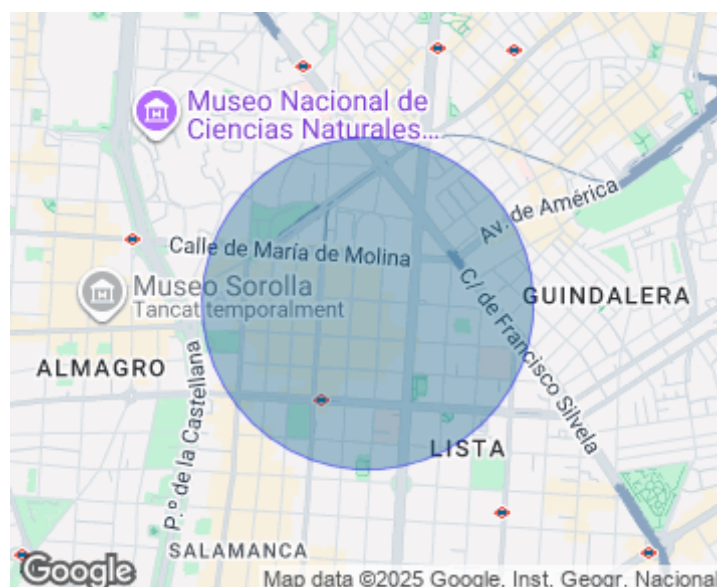 Museo Nacional de
Ciencias Naturales...
Av. de América
Calle de María de Molina
Museo Sorolla
Tancat temporalment
C/ de Francisco Silvela
GUINDALERA
ALMAGRO
P.º de la Castellana
LISTA
SALAMANCA
Google
Map data ©2025 Google, Inst. Geogr. Nacional